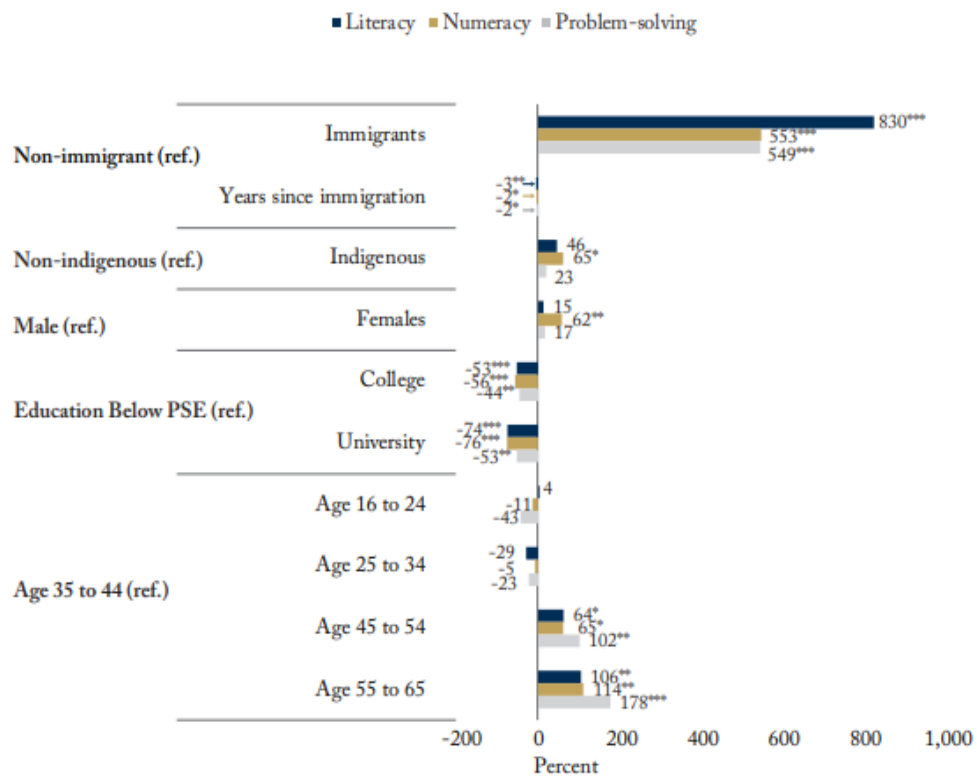 Literacy Numeracy Problem-solving
Immigrants
830***
553***
549***
Non-immigrant (ref.)
Years since immigration
-3**
-2*
-2*
Non-indigenous (ref.)
Indigenous
46
65*
23
Male (ref.)
Females
15
62**
17
College
-53***
-56***
-44**
Education Below PSE (ref.)
University
-74***
-76***
-53**
Age 16 to 24
4
-11
-43
Age 25 to 34
-29
-5
-23
Age 35 to 44 (ref.)
Age 45 to 54
64*
65*
102**
Age 55 to 65
106**
114**
178***
-200 0 200 400 600 800 1,000
Percent